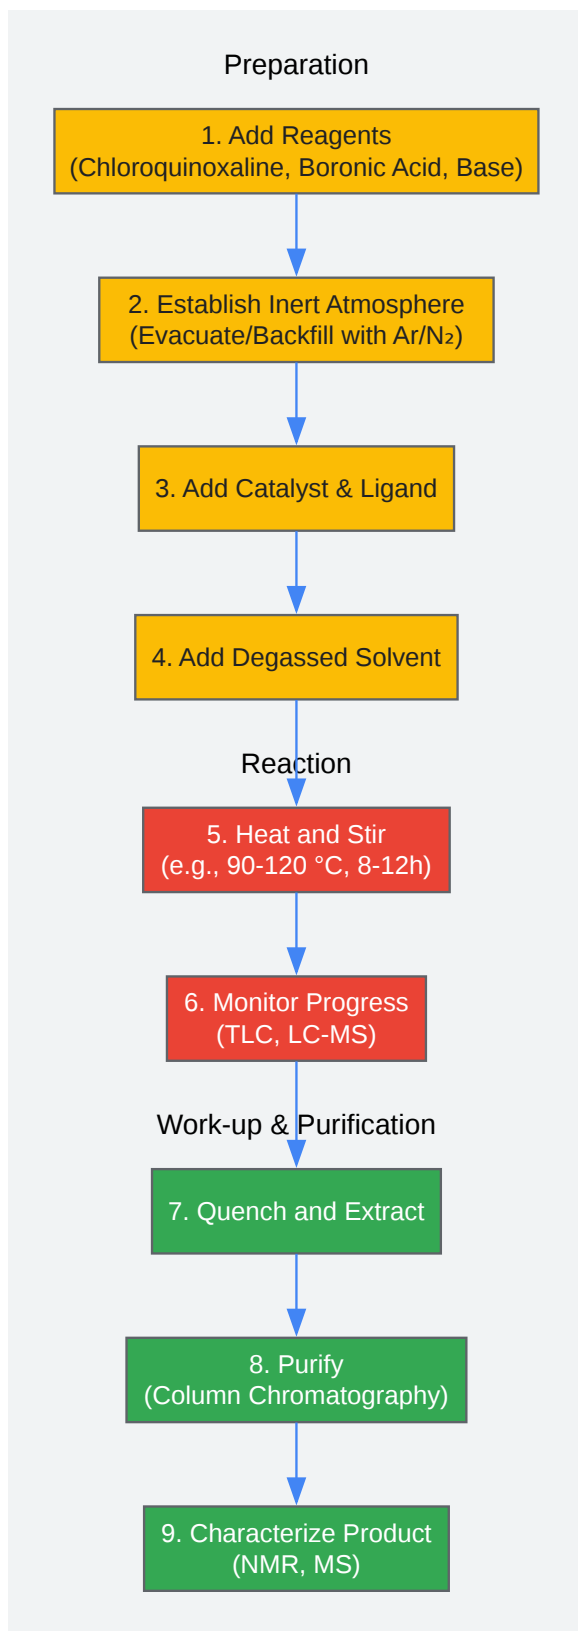 Preparation
1. Add Reagents
(Chloroquinoxaline, Boronic Acid, Base)
2. Establish Inert Atmosphere
(Evacuate/Backfill with Ar/N₂)
3. Add Catalyst & Ligand
4. Add Degassed Solvent
Reaction
5. Heat and Stir
(e.g., 90-120 °C, 8-12h)
6. Monitor Progress
(TLC, LC-MS)
Work-up & Purification
7. Quench and Extract
8. Purify
(Column Chromatography)
9. Characterize Product
(NMR, MS)